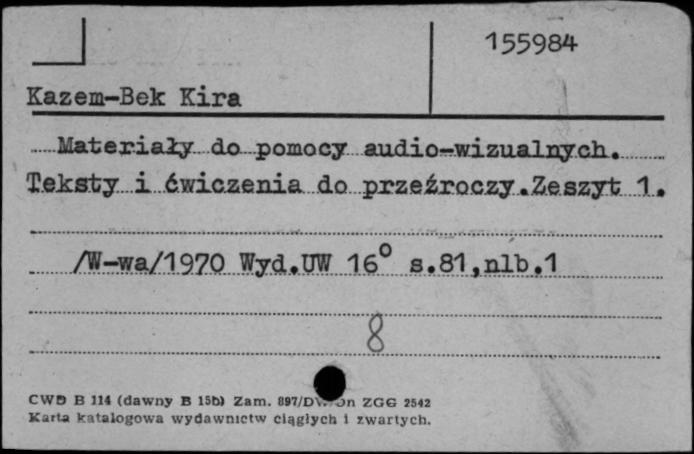 155984
Kazem-Bek Kira
Materiały do pomocy audio-wizualnych.
Teksty i ćwiczenia do przeźroczy.Zeszyt 1.
/W-wa/1970 Wyd.UW 16° s.81,nlb.1
8
CWD B 114 (dawny B 15b) Zam. 897/ ZGG 2542
Karta katalogowa wydawnictw ciągłych i zwartych.